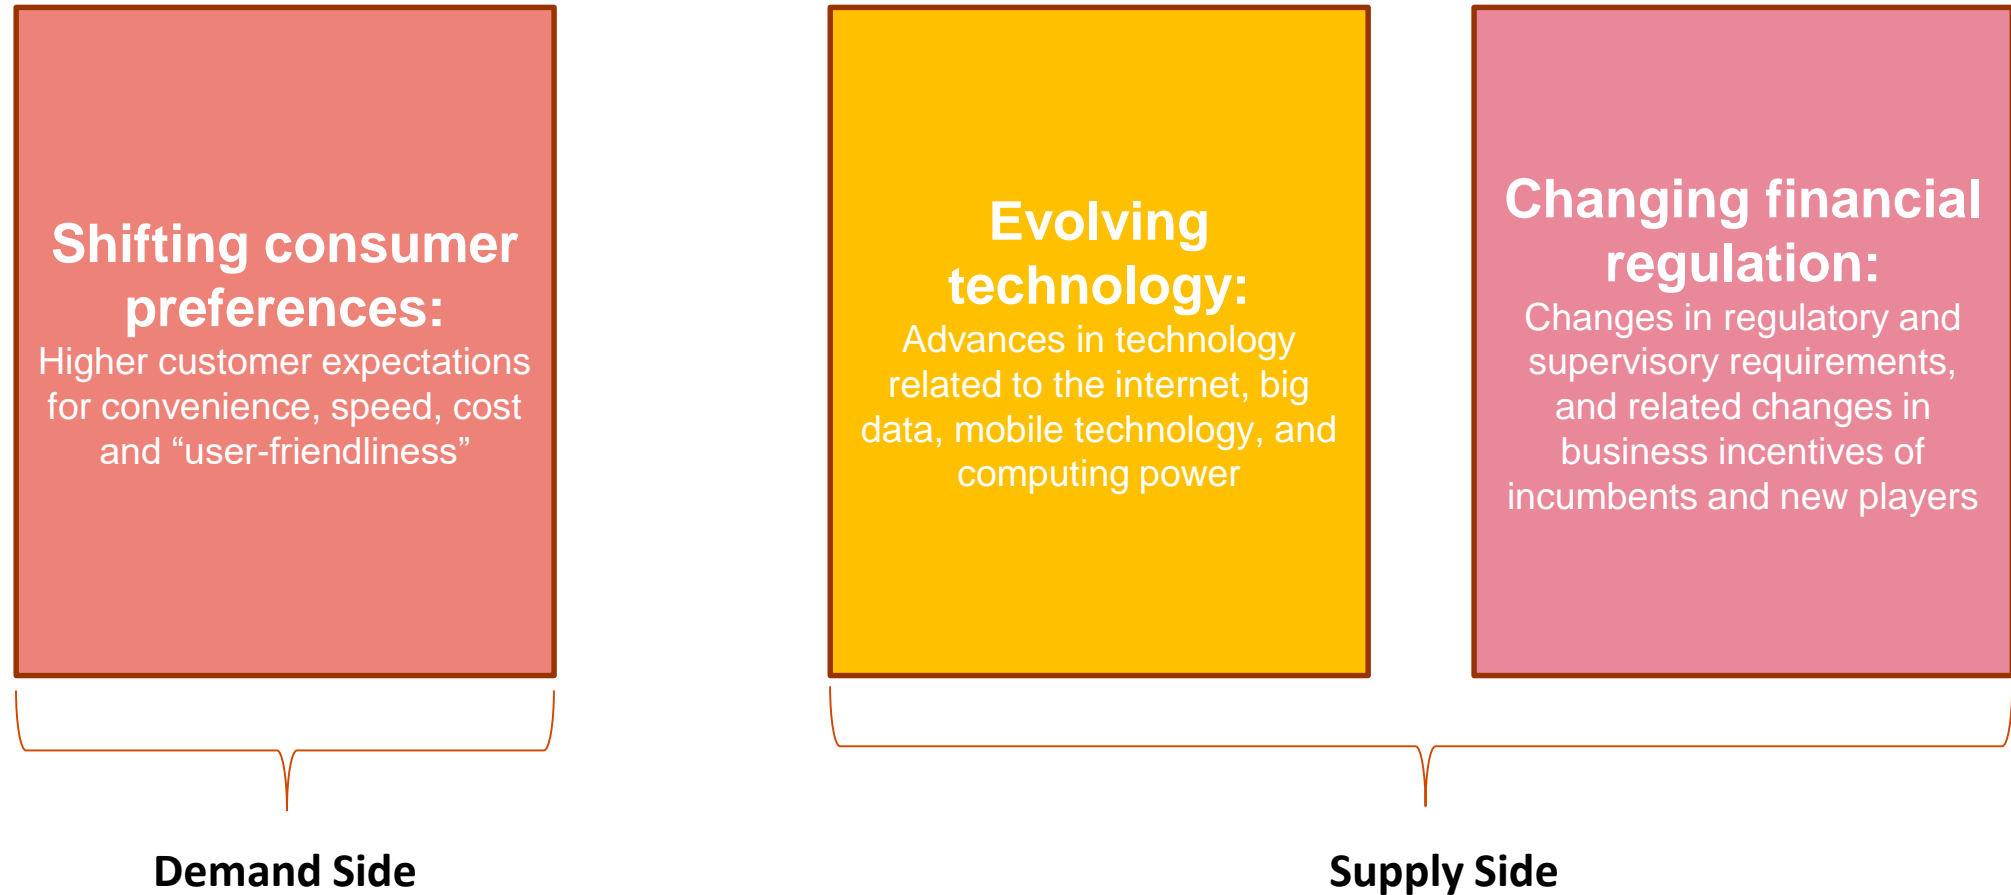 Shifting consumer
preferences:
Higher customer expectations
for convenience, speed, cost
and “user-friendliness”
Evolving
technology:
Advances in technology
related to the internet, big
data, mobile technology, and
computing power
Changing financial
regulation:
Changes in regulatory and
supervisory requirements,
and related changes in
business incentives of
incumbents and new players
Demand Side
Supply Side